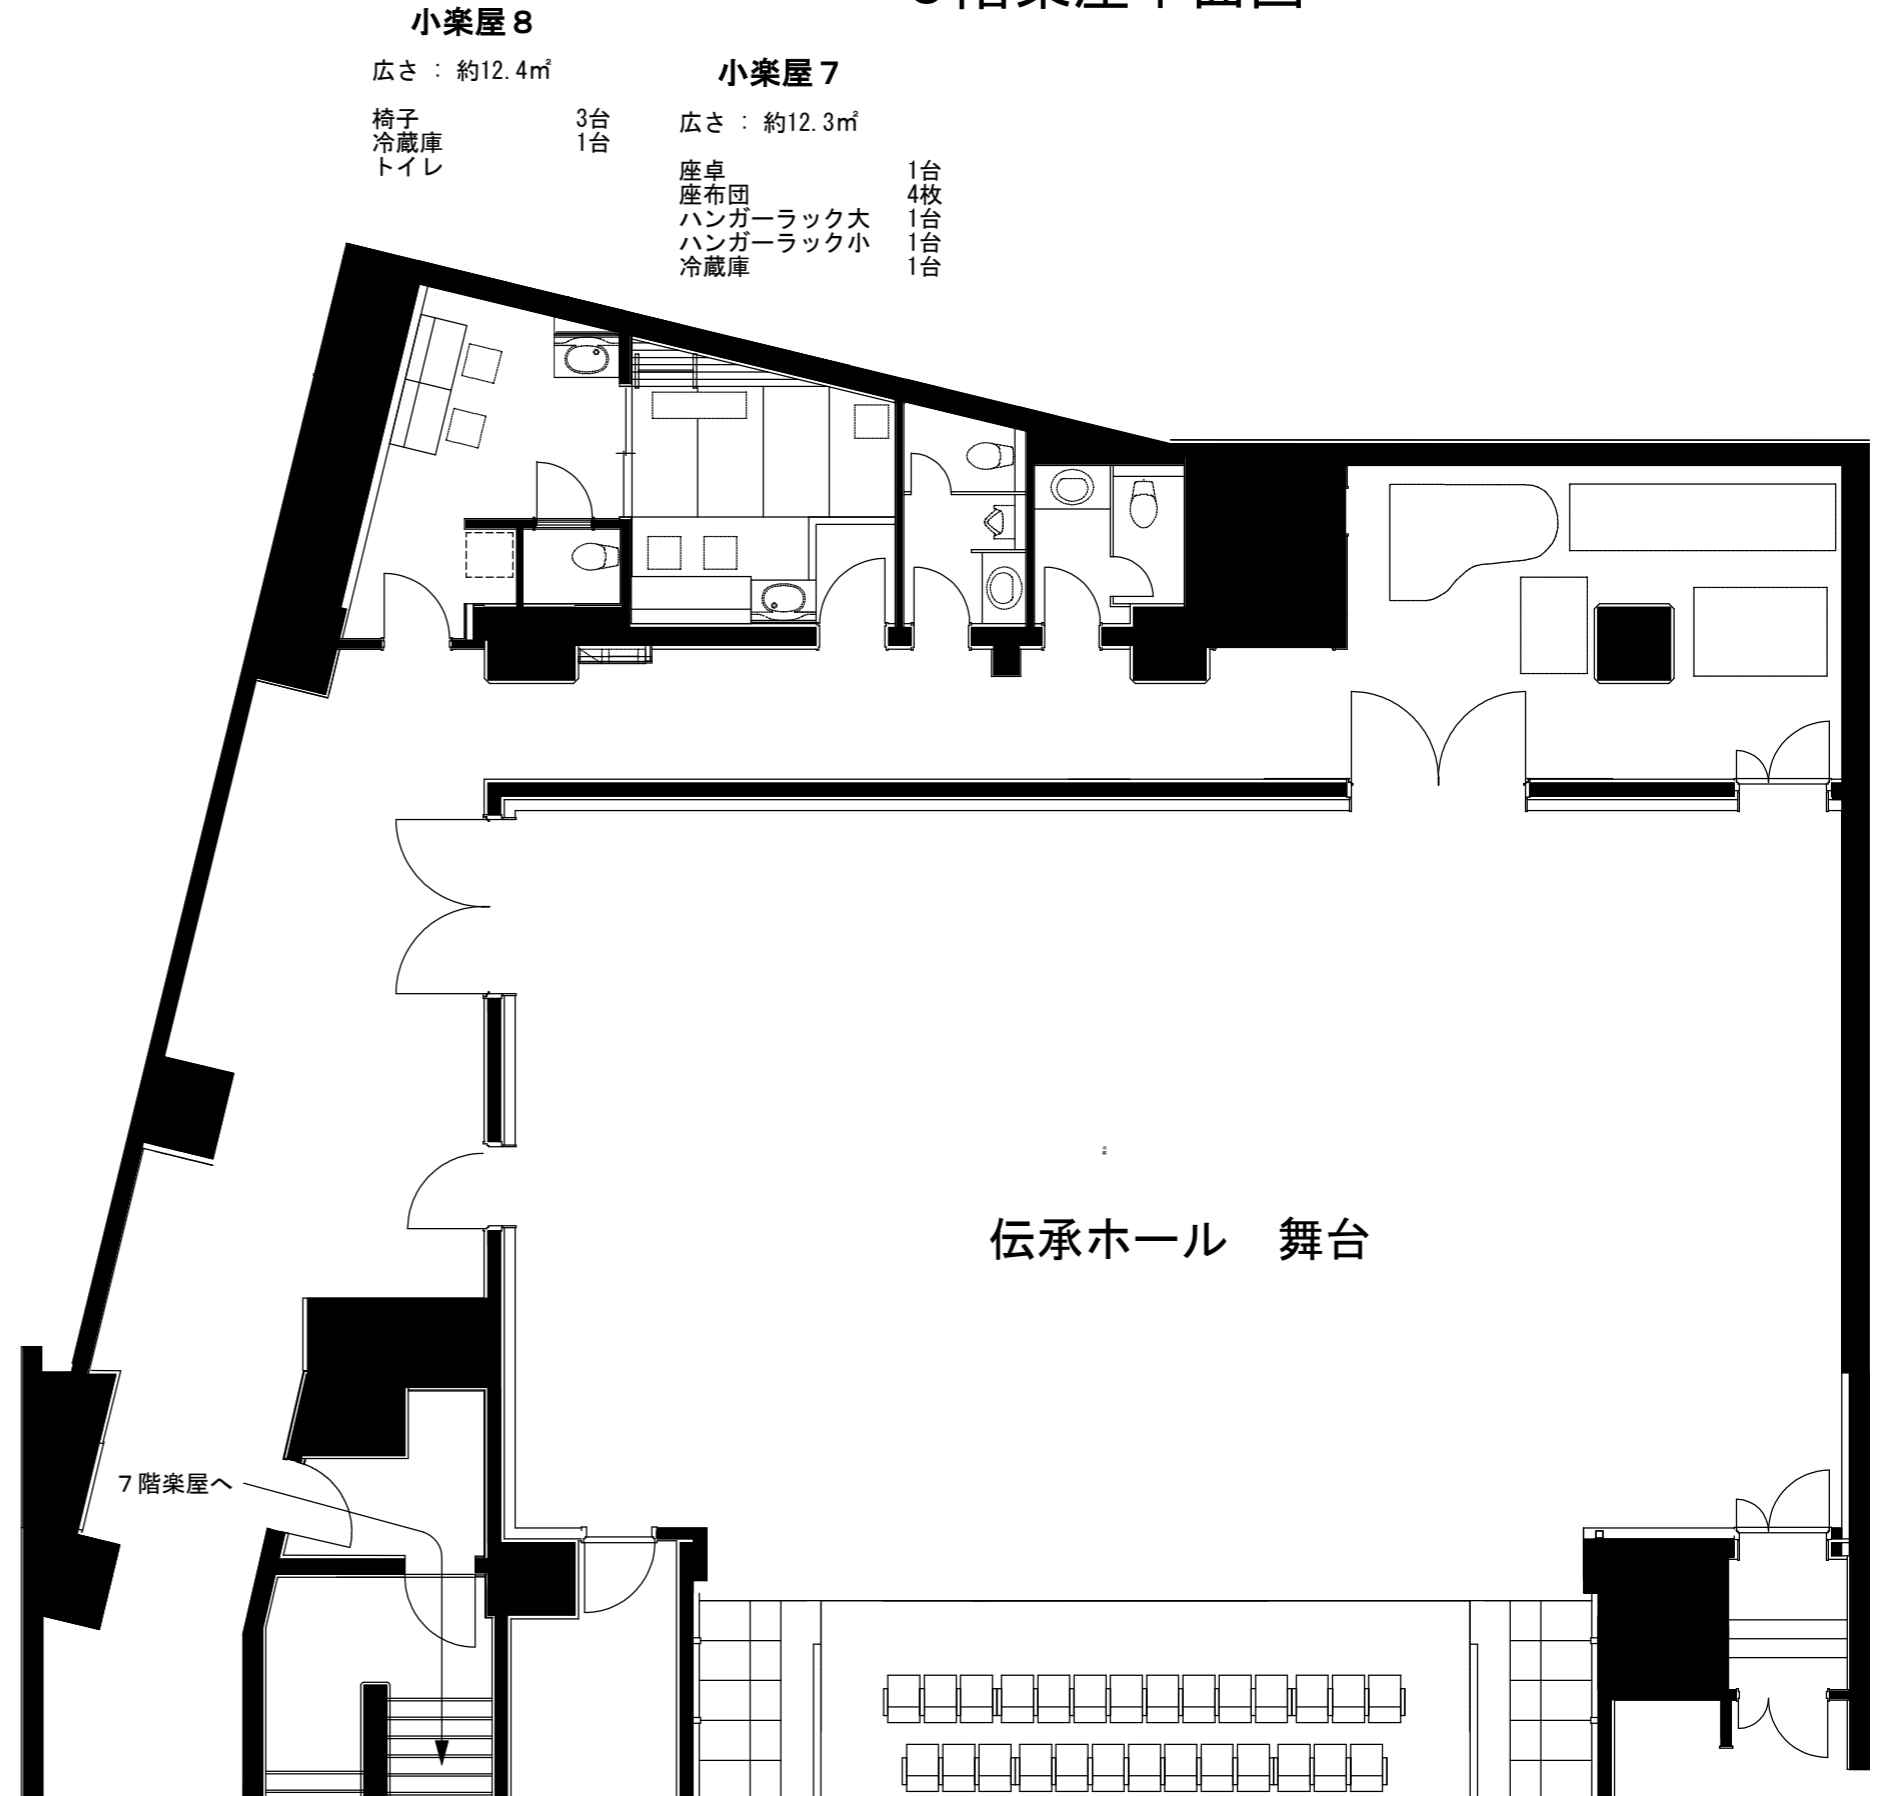 小楽屋８
広さ：約12.4㎡
椅子 3台
冷蔵庫 1台
トイレ
小楽屋７
広さ：約12.3㎡
座卓 1台
座布団 4枚
ハンガーラック大 1台
ハンガーラック小 1台
冷蔵庫 1台
伝承ホール　舞台
７階楽屋へ